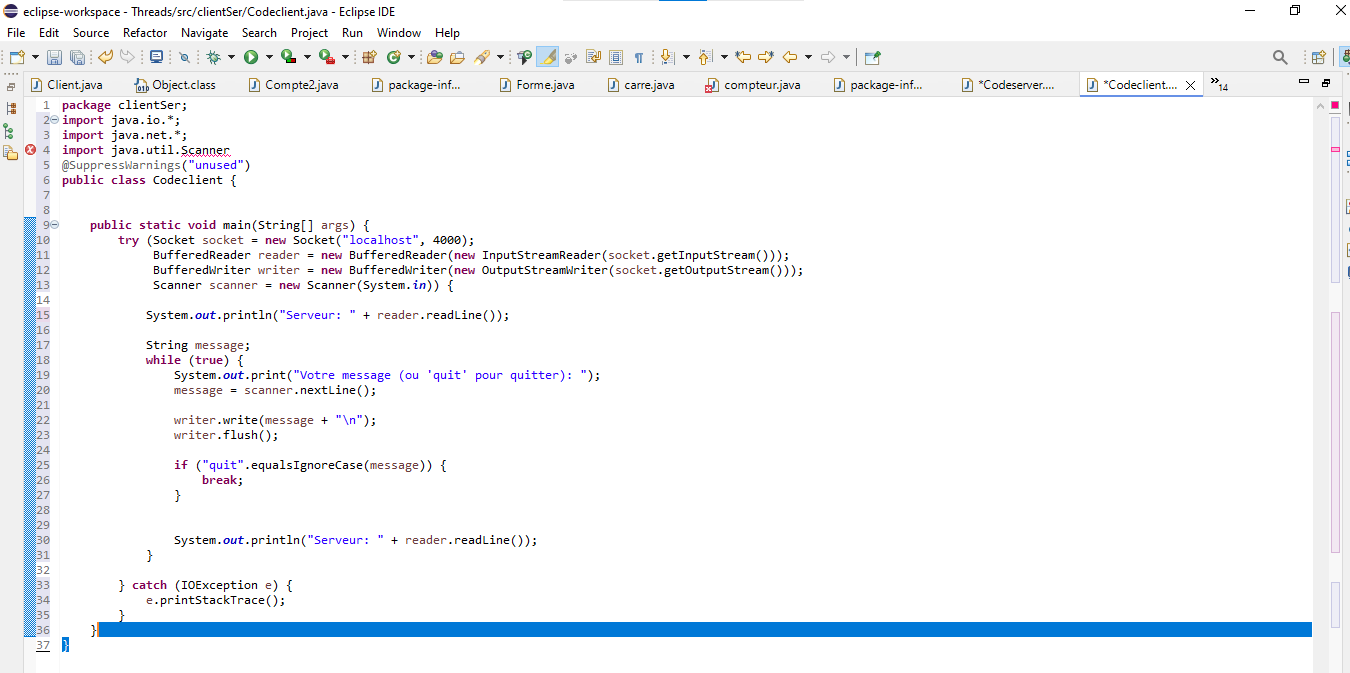 eclipse-workspace - Threads/src/clientSer/Codeclient.java - Eclipse IDE
File Edit Source Refactor Navigate Search Project Run Window Help
Client.java Object.class Compte2.java package-inf... Forme.java carre.java compteur.java package-inf... *Codeserver.... *Codeclient.... 14
1 package clientSer;
2 import java.io.*;
3 import java.net.*;
4 import java.util.Scanner
5 @SuppressWarnings("unused")
6 public class Codeclient {
7
8
9 public static void main(String[] args) {
10 try (Socket socket = new Socket("localhost", 4000);
11 BufferedReader reader = new BufferedReader(new InputStreamReader(socket.getInputStream()));
12 BufferedWriter writer = new BufferedWriter(new OutputStreamWriter(socket.getOutputStream()));
13 Scanner scanner = new Scanner(System.in)) {
14
15 System.out.println("Serveur: " + reader.readLine());
16
17 String message;
18 while (true) {
19 System.out.print("Votre message (ou 'quit' pour quitter): ");
20 message = scanner.nextLine();
21
22 writer.write(message + "\n");
23 writer.flush();
24
25 if ("quit".equalsIgnoreCase(message)) {
26 break;
27 }
28
29
30 System.out.println("Serveur: " + reader.readLine());
31 }
32
33 } catch (IOException e) {
34 e.printStackTrace();
35 }
36 }
37 }